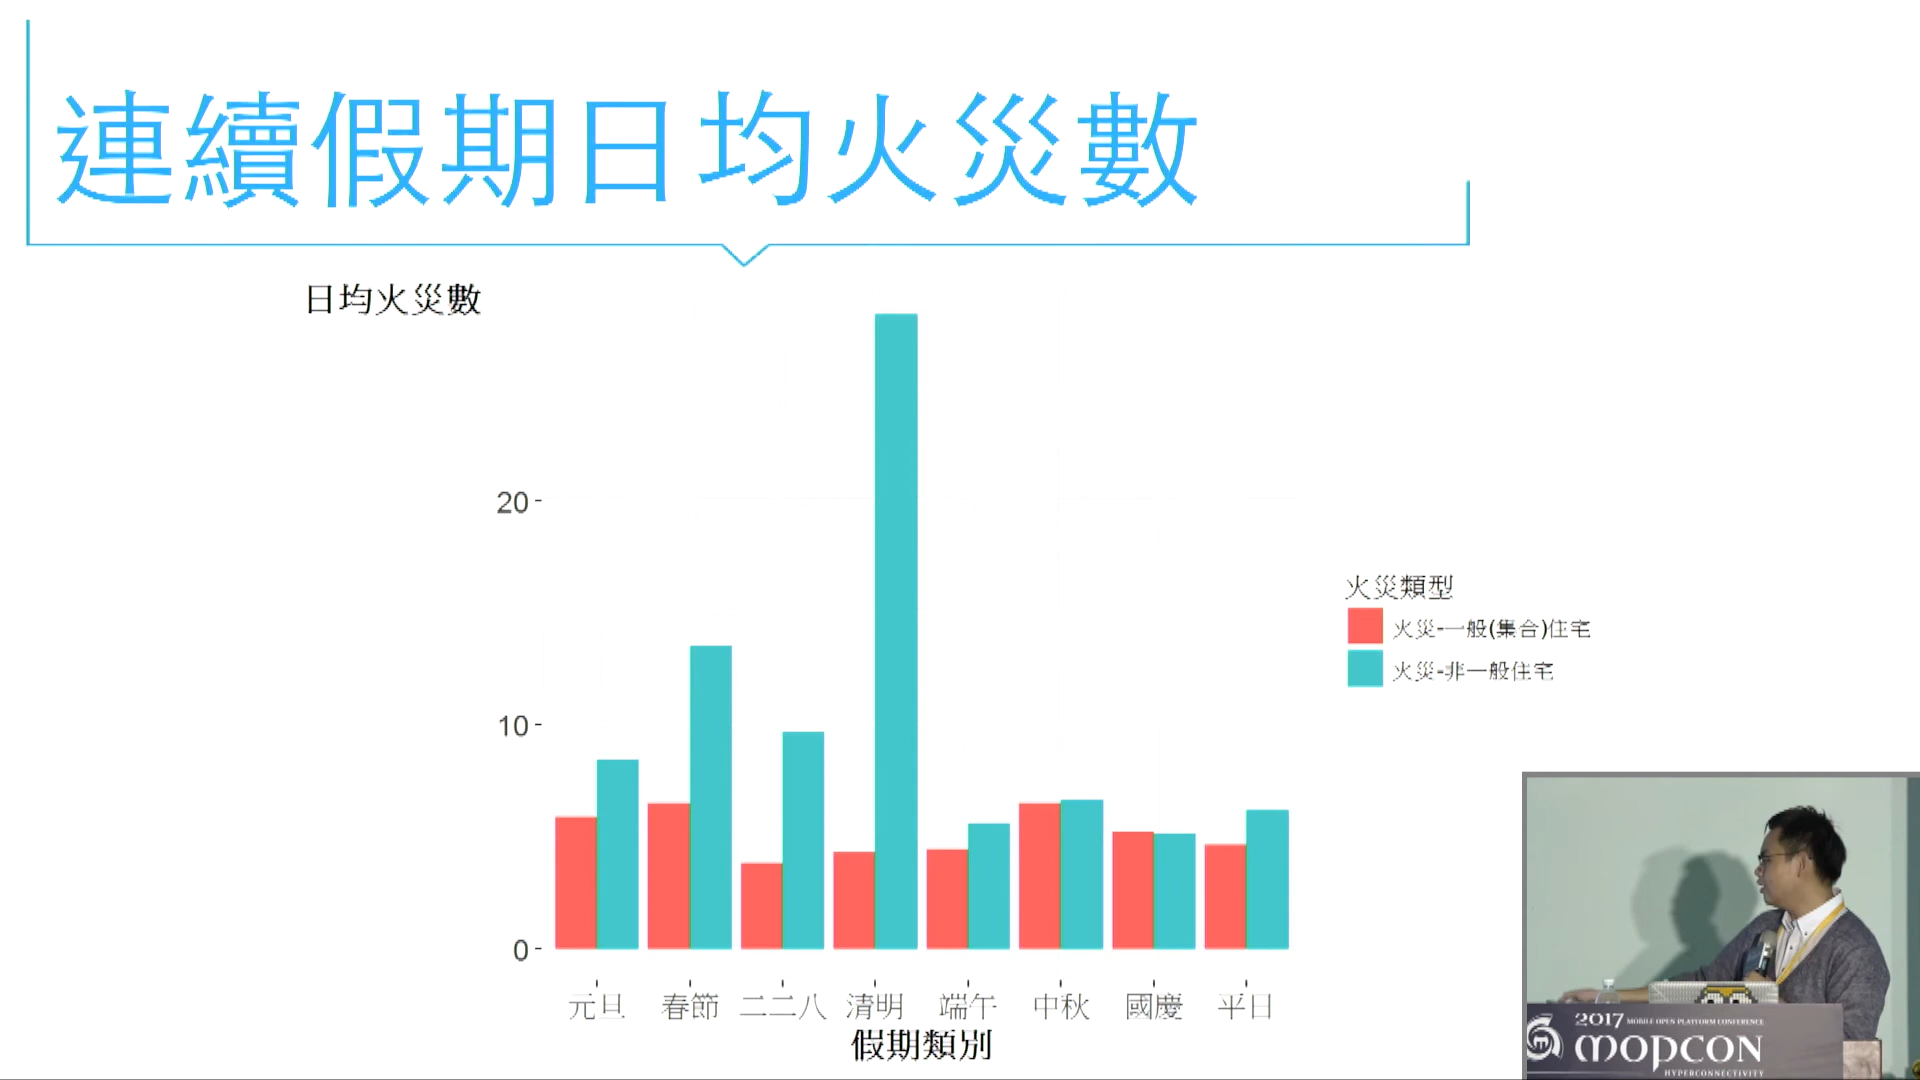 連續假期日均火災數
日均火災數
20
10
0
元旦 春節 二二八 清明 端午 中秋 國慶 平日
假期類別
火災類型
火災-一般(集合)住宅
火災-非一般住宅
2017 MOBILE OPEN PLATFORM CONFERENCE
MOPCON
HYPERCONNECTIVITY